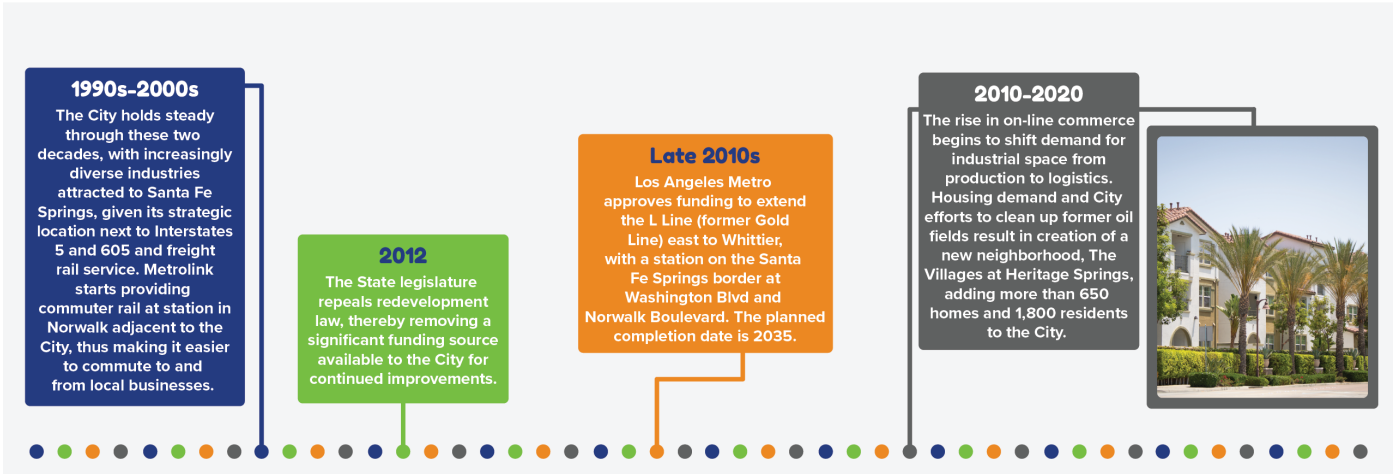 1990s-2000s
The City holds steady
through these two
decades, with increasingly
diverse industries
attracted to Santa Fe
Springs, given its strategic
location next to Interstates
5 and 605 and freight
rail service. Metrolink
starts providing
commuter rail at station in
Norwalk adjacent to the
City, thus making it easier
to commute to and
from local businesses.
2012
The State legislature
repeals redevelopment
law, thereby removing a
significant funding source
available to the City for
continued improvements.
Late 2010s
Los Angeles Metro
approves funding to extend
the L Line (former Gold
Line) east to Whittier,
with a station on the Santa
Fe Springs border at
Washington Blvd and
Norwalk Boulevard. The planned
completion date is 2035.
2010-2020
The rise in on-line commerce
begins to shift demand for
industrial space from
production to logistics.
Housing demand and City
efforts to clean up former oil
fields result in creation of a
new neighborhood, The
Villages at Heritage Springs,
adding more than 650
homes and 1,800 residents
to the City.